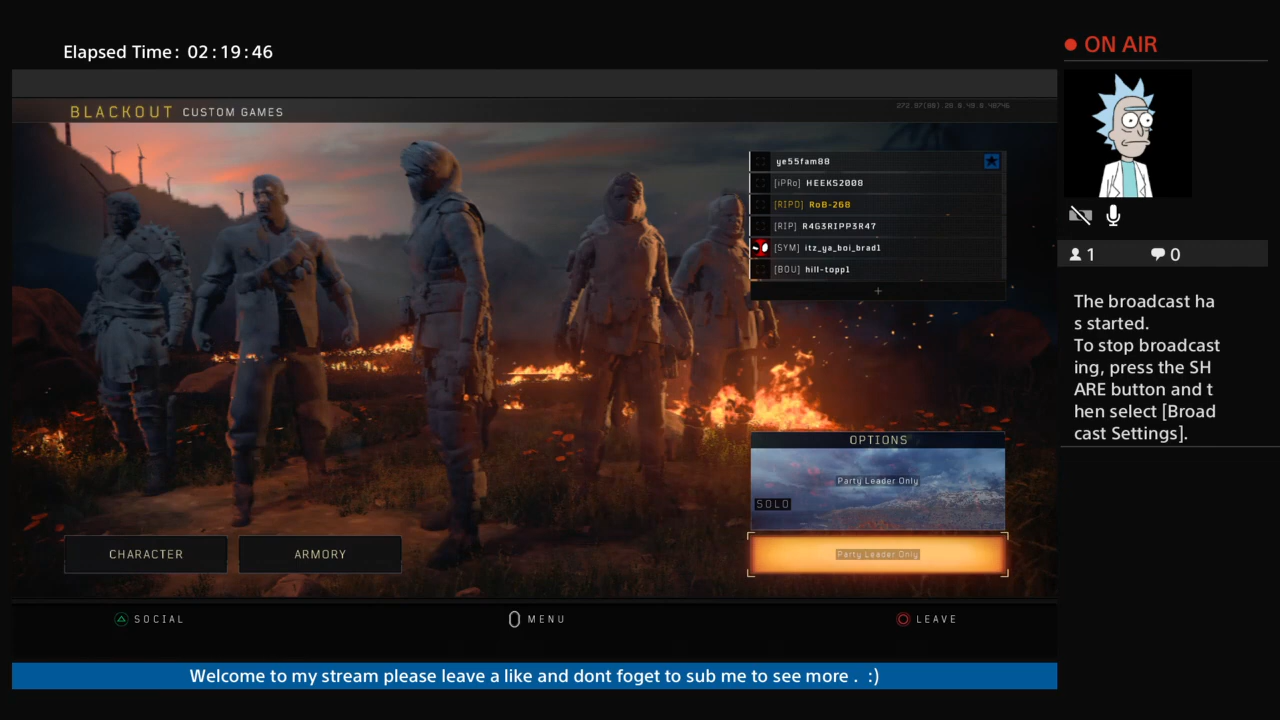 Elapsed Time: 02:19:46
ON AIR
BLACKOUT CUSTOM GAMES
ye55fam88
[iPRo] HEEKS2008
[RIPD] RoB-268
[RIP] R4G3RIPP3R47
[SYM] itz_ya_boi_brad1
[BOU] hill-topp1
+
1 0
The broadcast ha
s started.
To stop broadcast
ing, press the SH
ARE button and t
hen select [Broad
cast Settings].
OPTIONS
Party Leader Only
SOLO
Party Leader Only
CHARACTER ARMORY
SOCIAL MENU LEAVE
Welcome to my stream please leave a like and dont foget to sub me to see more . :)